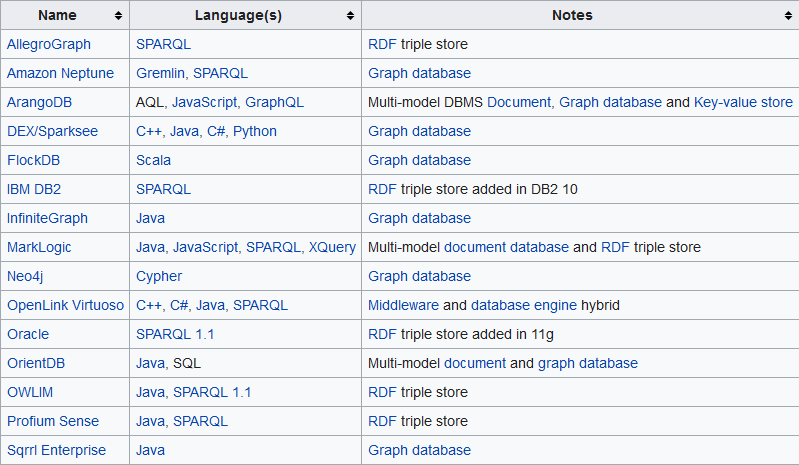 Name Language(s) Notes
AllegroGraph SPARQL RDF triple store
Amazon Neptune Gremlin, SPARQL Graph database
ArangoDB AQL, JavaScript, GraphQL Multi-model DBMS Document, Graph database and Key-value store
DEX/Sparksee C++, Java, C#, Python Graph database
FlockDB Scala Graph database
IBM DB2 SPARQL RDF triple store added in DB2 10
InfiniteGraph Java Graph database
MarkLogic Java, JavaScript, SPARQL, XQuery Multi-model document database and RDF triple store
Neo4j Cypher Graph database
OpenLink Virtuoso C++, C#, Java, SPARQL Middleware and database engine hybrid
Oracle SPARQL 1.1 RDF triple store added in 11g
OrientDB Java, SQL Multi-model document and graph database
OWLIM Java, SPARQL 1.1 RDF triple store
Profium Sense Java, SPARQL RDF triple store
Sqrrl Enterprise Java Graph database